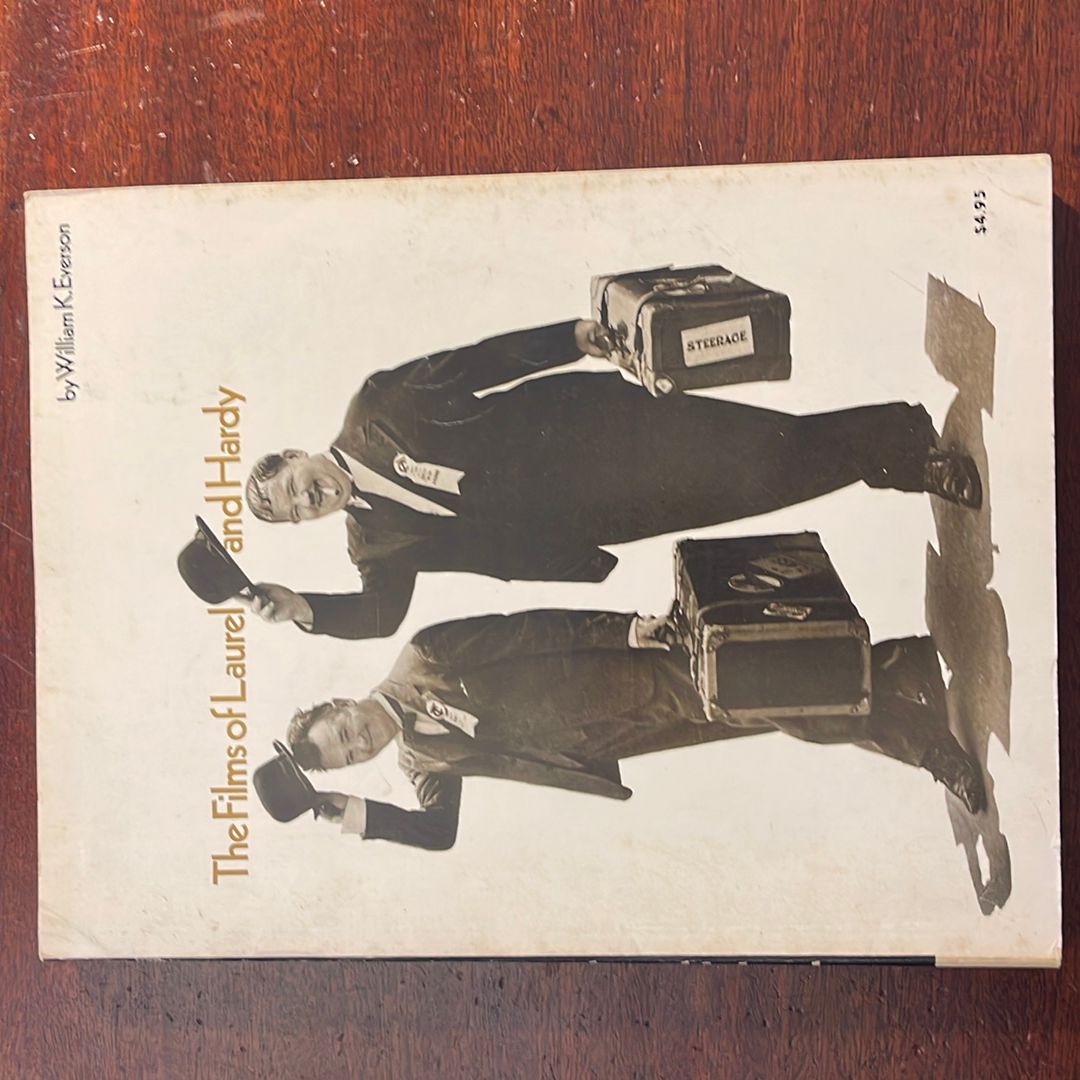 by William K. Everson
The Films of Laurel and Hardy
STEERAGE
$4.95